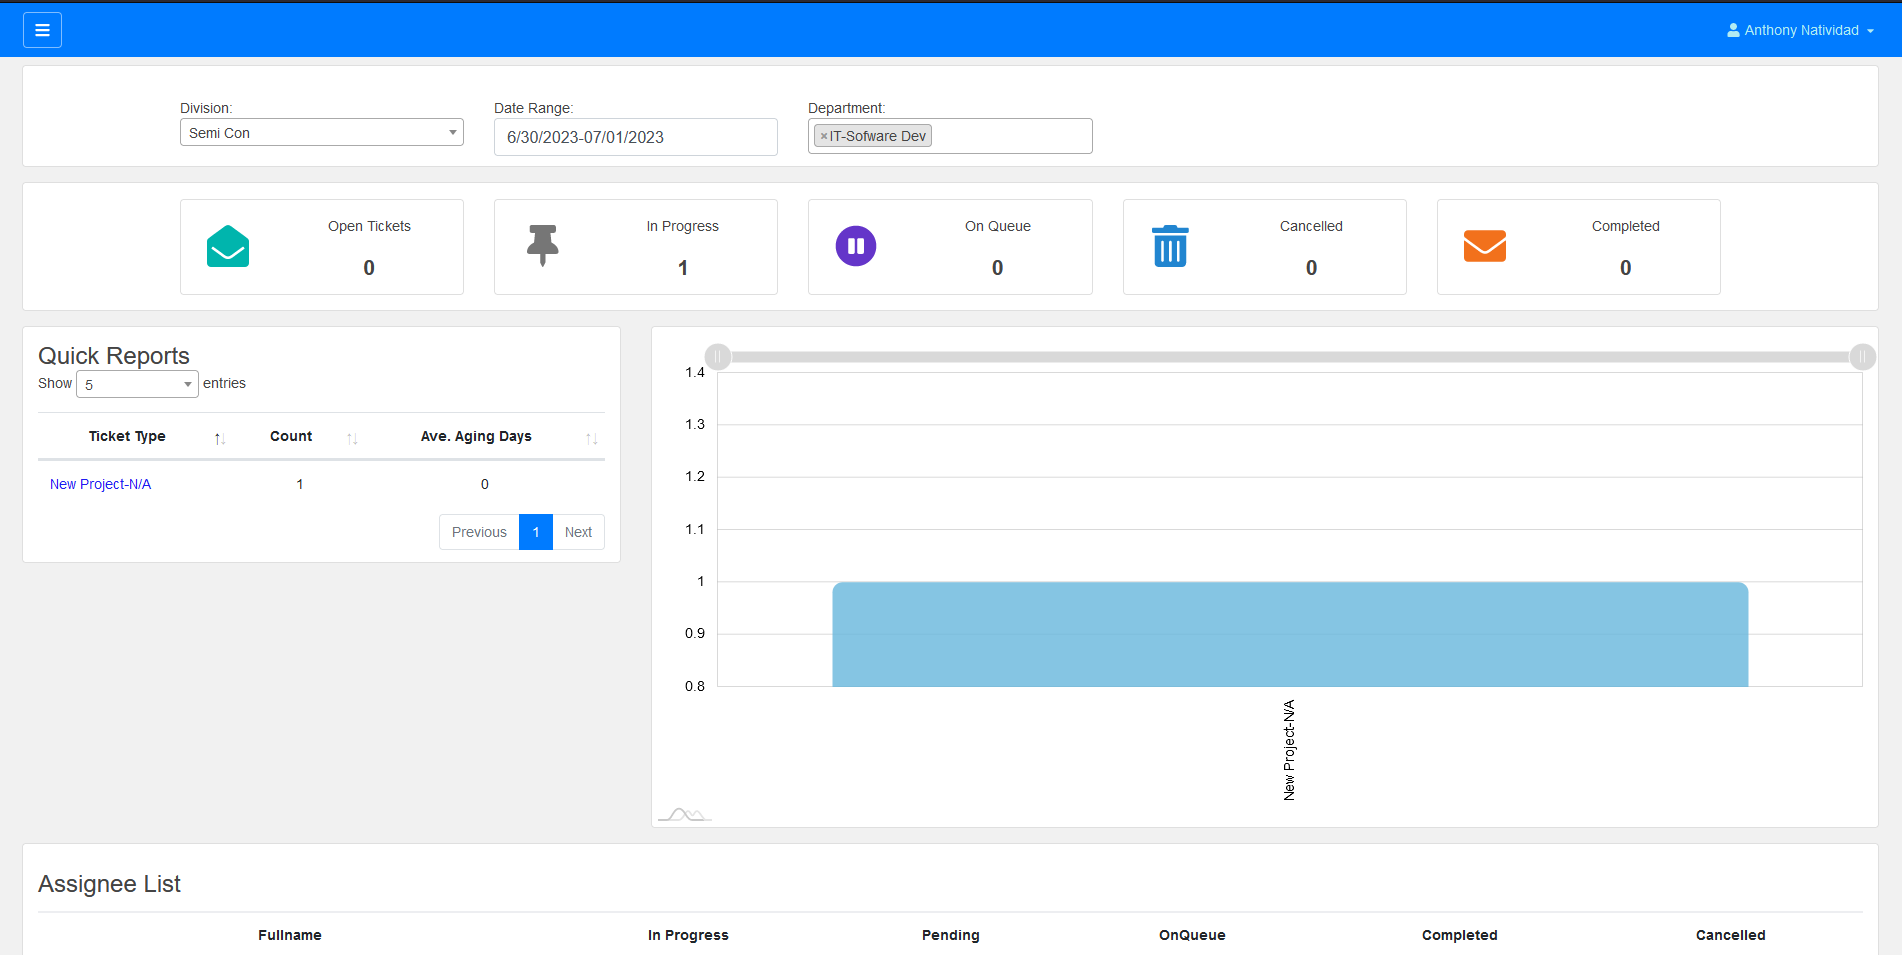 Anthony Natividad
Division:
Date Range:
Department:
Semi Con
6/30/2023-07/01/2023
×IT-Sofware Dev
Open Tickets
0
In Progress
1
On Queue
0
Cancelled
0
Completed
0
Quick Reports
Show 5 entries
Ticket Type Count Ave. Aging Days
New Project-N/A 1 0
Previous 1 Next
1.4
1.3
1.2
1.1
1
0.9
0.8
New Project-N/A
Assignee List
Fullname In Progress Pending OnQueue Completed Cancelled